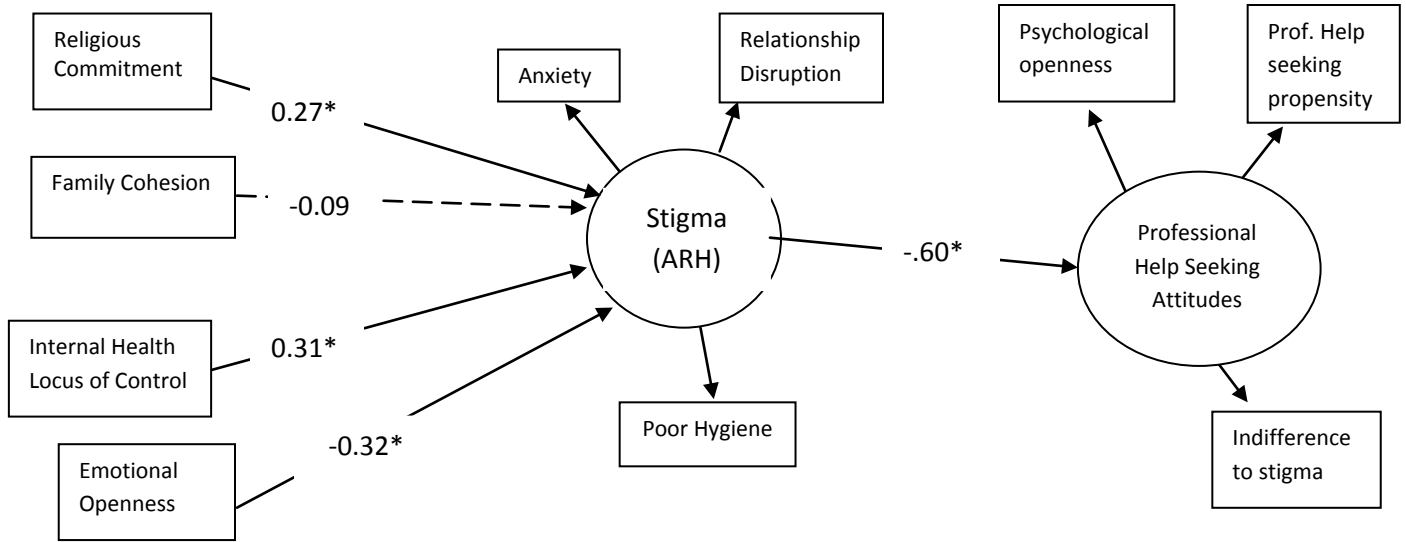 Religious
Commitment
0.27*
Family Cohesion
-0.09
Internal Health
Locus of Control
0.31*
Emotional
Openness
-0.32*
Anxiety
Relationship
Disruption
Stigma
(ARH)
Poor Hygiene
-.60*
Psychological
openness
Prof. Help
seeking
propensity
Professional
Help Seeking
Attitudes
Indifference
to stigma